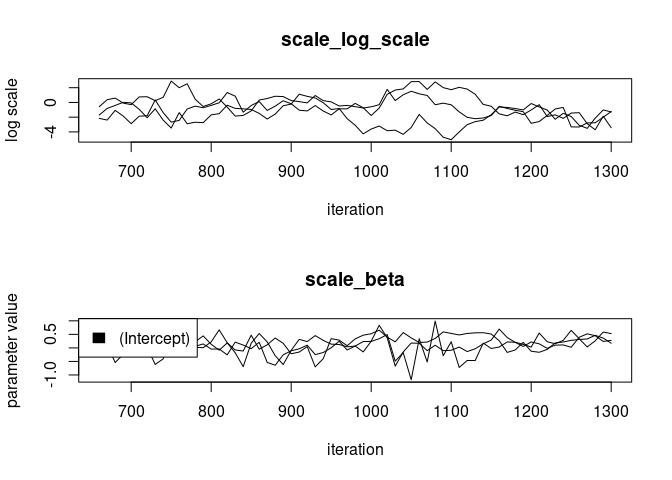 scale_log_scale
log scale
0
-4
700 800 900 1000 1100 1200 1300
iteration
scale_beta
parameter value
0.5
-1.0
(Intercept)
700 800 900 1000 1100 1200 1300
iteration